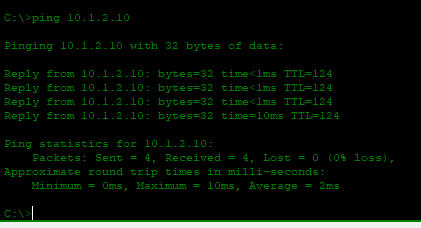 C:\>ping 10.1.2.10
Pinging 10.1.2.10 with 32 bytes of data:
Reply from 10.1.2.10: bytes=32 time<1ms TTL=124
Reply from 10.1.2.10: bytes=32 time<1ms TTL=124
Reply from 10.1.2.10: bytes=32 time<1ms TTL=124
Reply from 10.1.2.10: bytes=32 time=10ms TTL=124
Ping statistics for 10.1.2.10:
Packets: Sent = 4, Received = 4, Lost = 0 (0% loss),
Approximate round trip times in milli-seconds:
Minimum = 0ms, Maximum = 10ms, Average = 2ms
C:\>